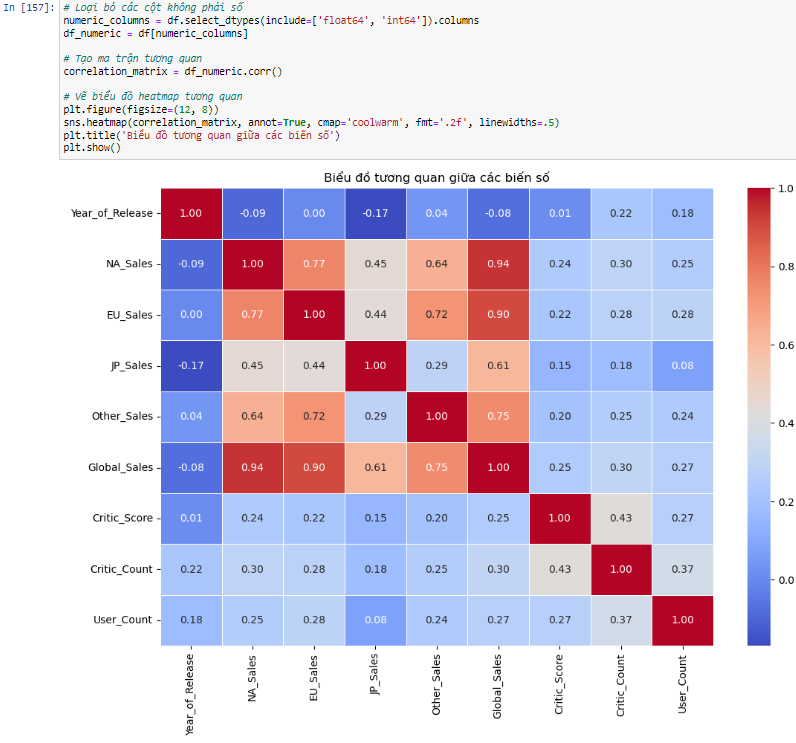 In [157]:
# Loại bỏ các cột không phải số
numeric_columns = df.select_dtypes(include=['float64', 'int64']).columns
df_numeric = df[numeric_columns]
# Tạo ma trận tương quan
correlation_matrix = df_numeric.corr()
# Vẽ biểu đồ heatmap tương quan
plt.figure(figsize=(12, 8))
sns.heatmap(correlation_matrix, annot=True, cmap='coolwarm', fmt='.2f', linewidths=.5)
plt.title('Biểu đồ tương quan giữa các biến số')
plt.show()
Biểu đồ tương quan giữa các biến số
Year_of_Release 1.00 -0.09 0.00 -0.17 0.04 -0.08 0.01 0.22 0.18
NA_Sales -0.09 1.00 0.77 0.45 0.64 0.94 0.24 0.30 0.25
EU_Sales 0.00 0.77 1.00 0.44 0.72 0.90 0.22 0.28 0.28
JP_Sales -0.17 0.45 0.44 1.00 0.29 0.61 0.15 0.18 0.08
Other_Sales 0.04 0.64 0.72 0.29 1.00 0.75 0.20 0.25 0.24
Global_Sales -0.08 0.94 0.90 0.61 0.75 1.00 0.25 0.30 0.27
Critic_Score 0.01 0.24 0.22 0.15 0.20 0.25 1.00 0.43 0.27
Critic_Count 0.22 0.30 0.28 0.18 0.25 0.30 0.43 1.00 0.37
User_Count 0.18 0.25 0.28 0.08 0.24 0.27 0.27 0.37 1.00
Year_of_Release NA_Sales EU_Sales JP_Sales Other_Sales Global_Sales Critic_Score Critic_Count User_Count
1.0
0.8
0.6
0.4
0.2
0.0